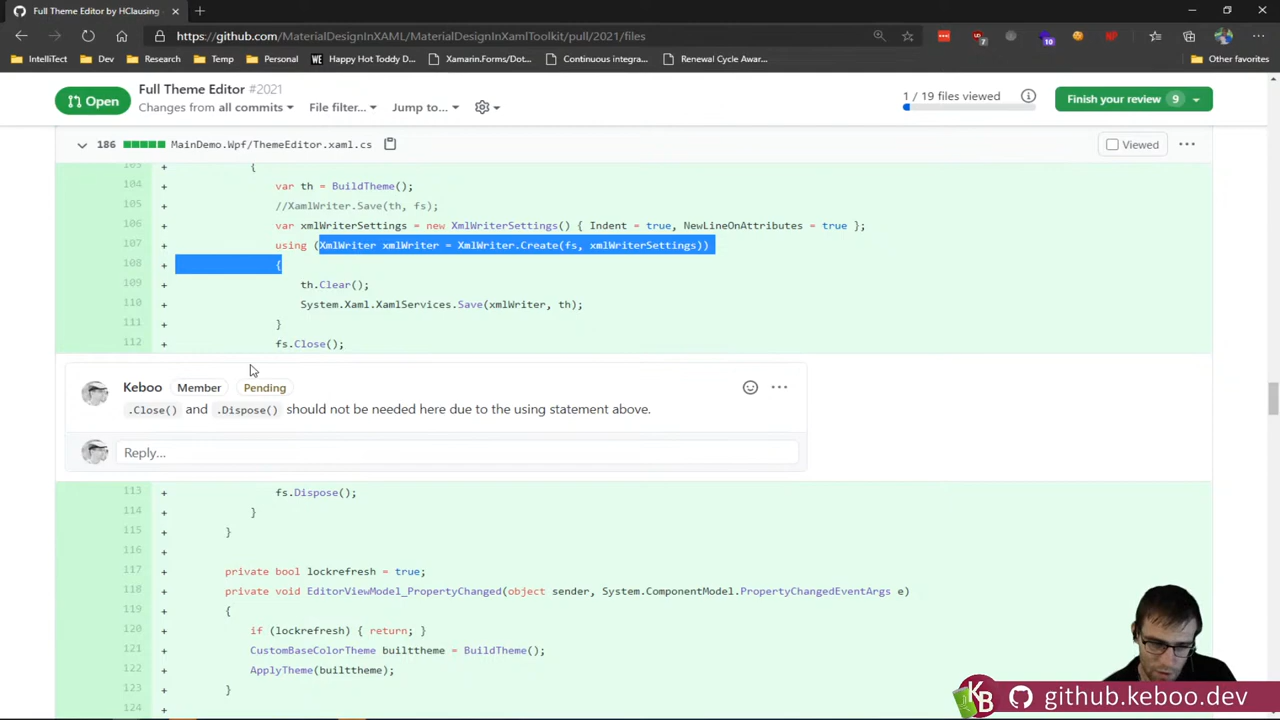 Full Theme Editor by HClausing
https://github.com/MaterialDesignInXAML/MaterialDesignInXamlToolkit/pull/2021/files
7
10
IntelliTect
Dev
Research
Temp
Personal
WE
Happy Hot Toddy D...
Xamarin.Forms/Dot...
Continuous integra...
Renewal Cycle Awar...
Other favorites
Open
Full Theme Editor #2021
Changes from all commits
File filter...
Jump to...
1 / 19 files viewed
Finish your review 9
186 MainDemo.Wpf/ThemeEditor.xaml.cs
Viewed
103 + {
104 + var th = BuildTheme();
105 + //XamlWriter.Save(th, fs);
106 + var xmlWriterSettings = new XmlWriterSettings() { Indent = true, NewLineOnAttributes = true };
107 + using (XmlWriter xmlWriter = XmlWriter.Create(fs, xmlWriterSettings))
108 + {
109 + th.Clear();
110 + System.Xaml.XamlServices.Save(xmlWriter, th);
111 + }
112 + fs.Close();
Keboo Member Pending
.Close() and .Dispose() should not be needed here due to the using statement above.
Reply...
113 + fs.Dispose();
114 + }
115 + }
116 +
117 + private bool lockrefresh = true;
118 + private void EditorViewModel_PropertyChanged(object sender, System.ComponentModel.PropertyChangedEventArgs e)
119 + {
120 + if (lockrefresh) { return; }
121 + CustomBaseColorTheme builttheme = BuildTheme();
122 + ApplyTheme(builttheme);
123 + }
124 +
KB github.keboo.dev